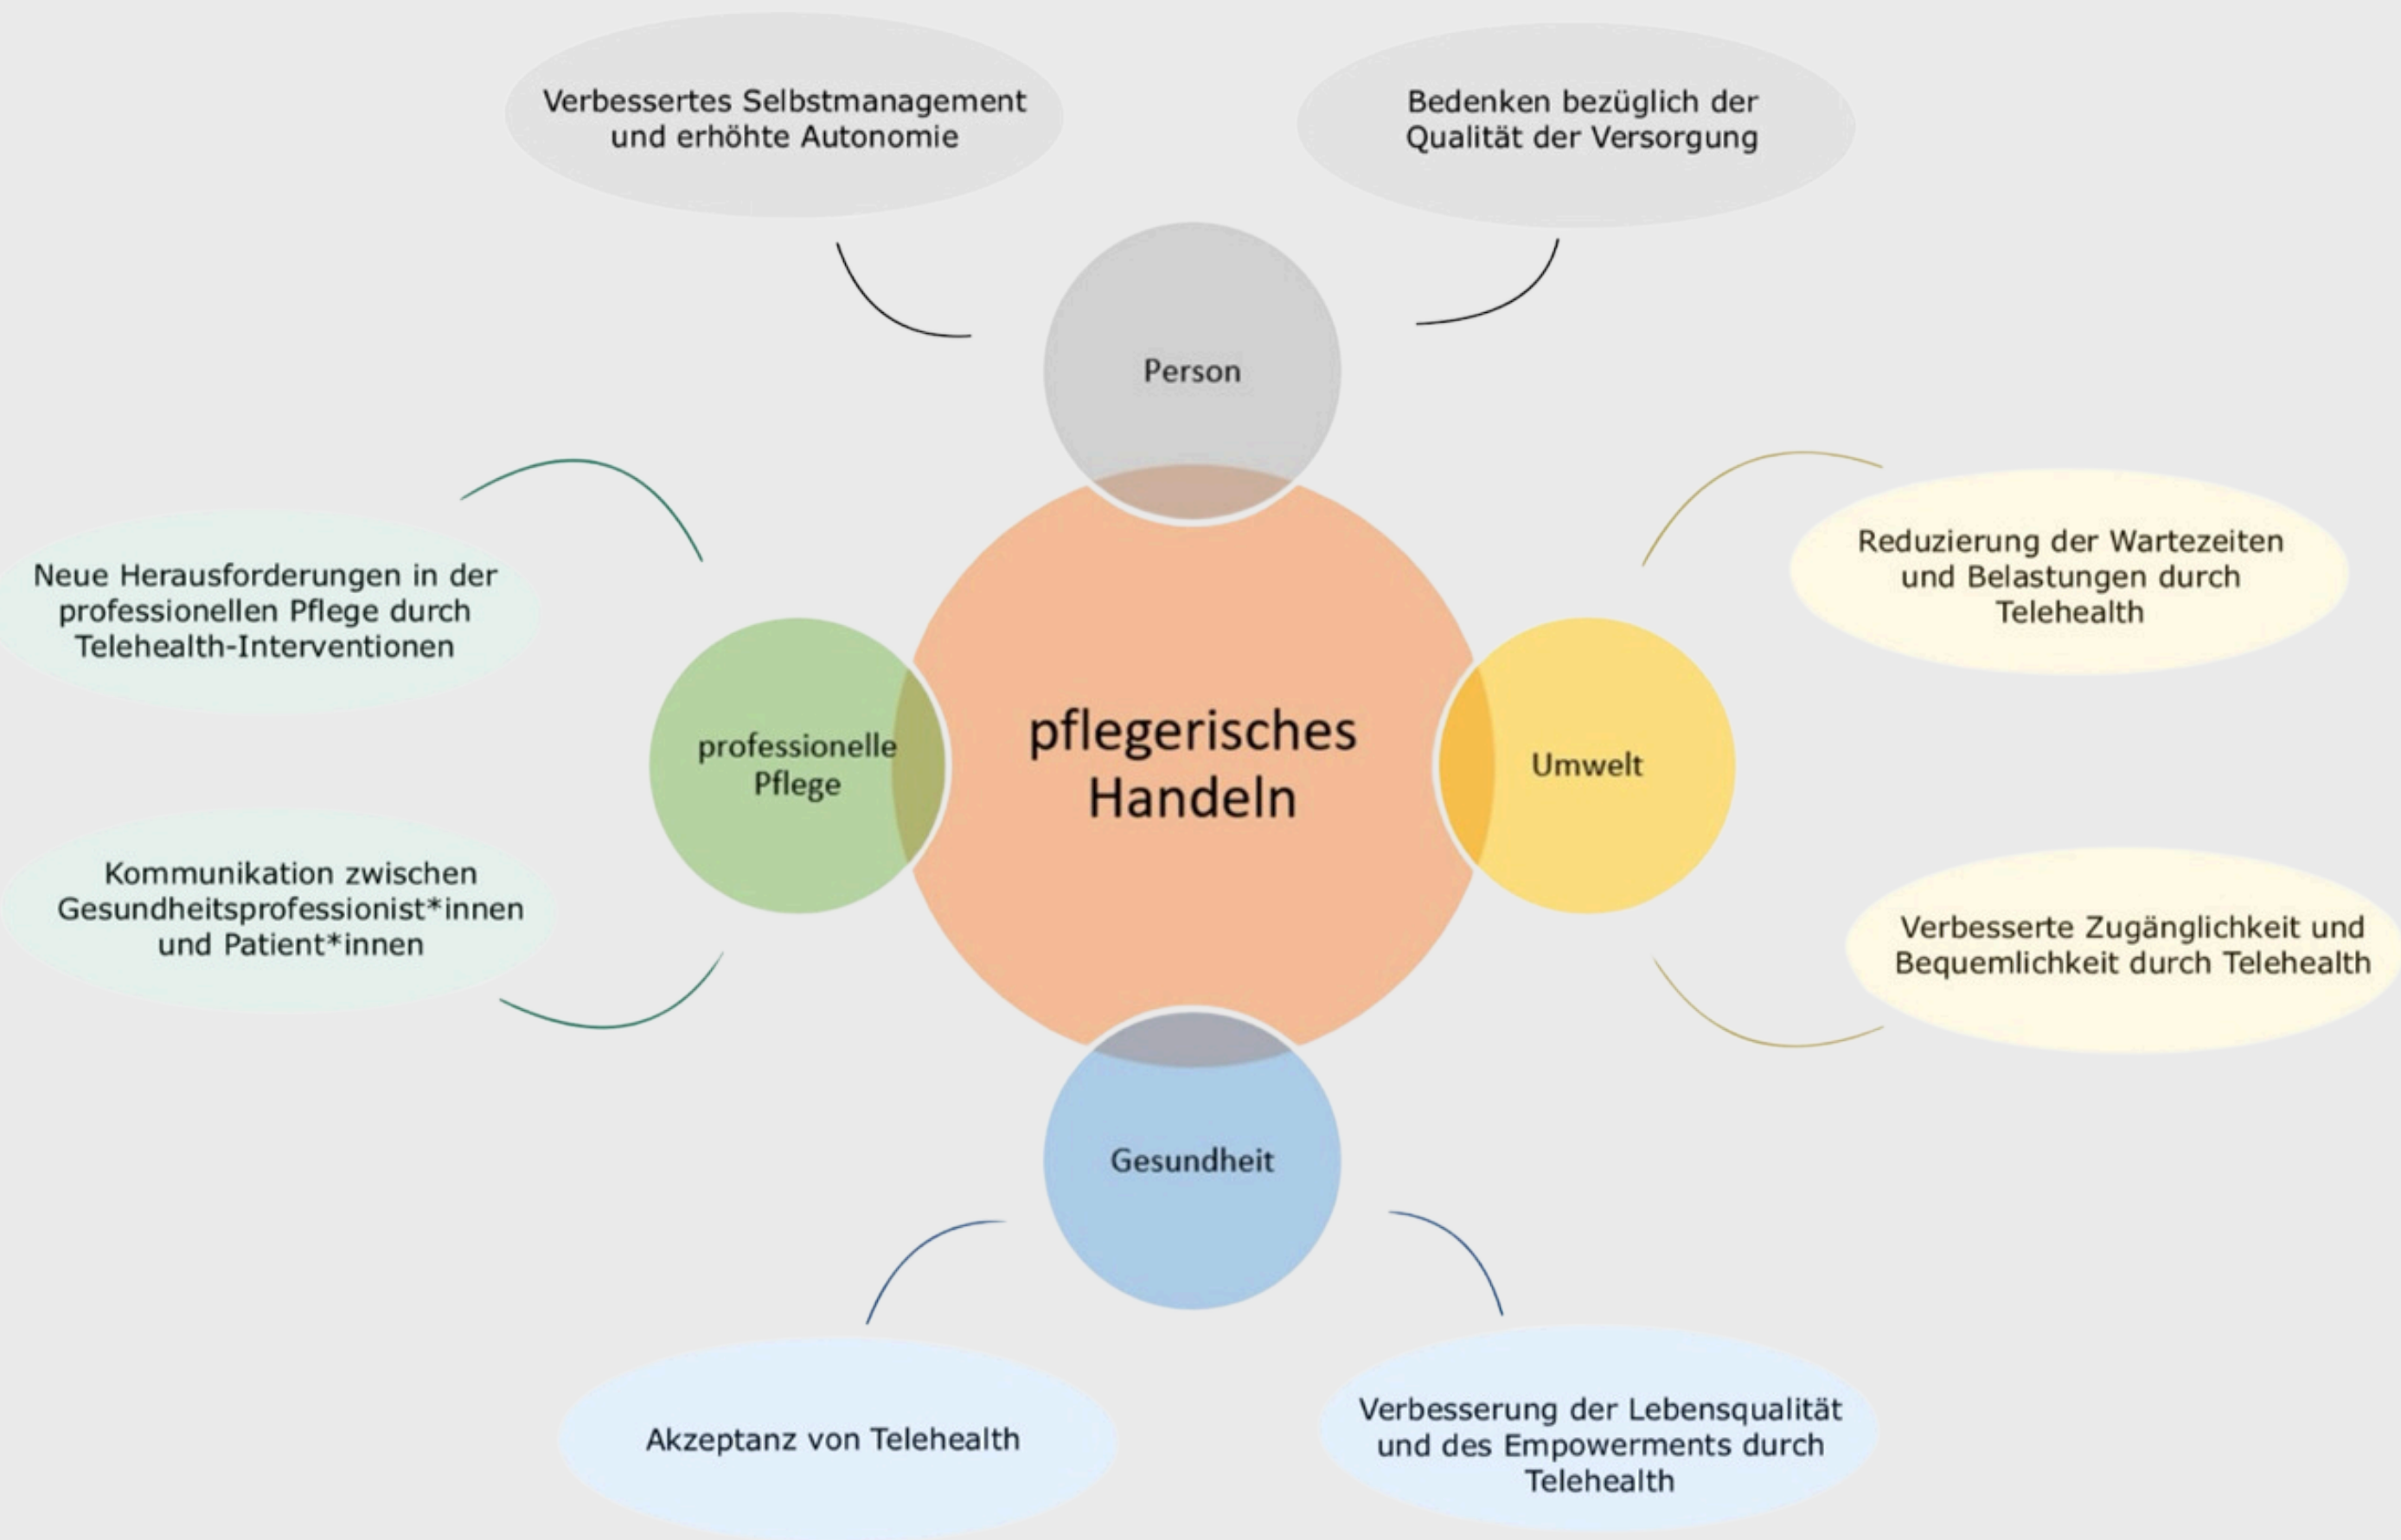 Verbessertes Selbstmanagement
und erhöhte Autonomie
Bedenken bezüglich der
Qualität der Versorgung
Person
Neue Herausforderungen in der
professionellen Pflege durch
Telehealth-Interventionen
Reduzierung der Wartezeiten
und Belastungen durch
Telehealth
professionelle
Pflege
pflegerisches
Handeln
Umwelt
Kommunikation zwischen
Gesundheitsprofessionist*innen
und Patient*innen
Verbesserte Zugänglichkeit und
Bequemlichkeit durch Telehealth
Gesundheit
Akzeptanz von Telehealth
Verbesserung der Lebensqualität
und des Empowerments durch
Telehealth